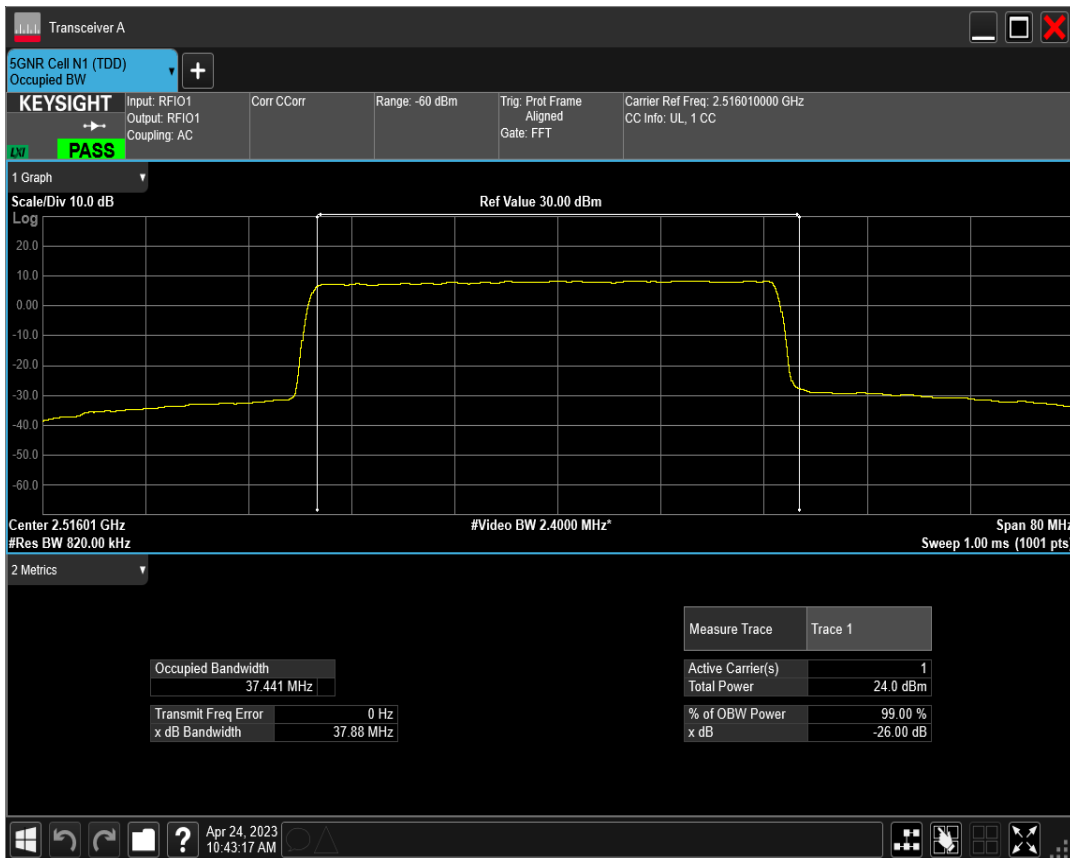 Transceiver A
5GNR Cell N1 (TDD)
Occupied BW
+
KEYSIGHT
LXI
PASS
Input: RFIO1
Output: RFIO1
Coupling: AC
Corr CCorr
Range: -60 dBm
Trig: Prot Frame
Aligned
Gate: FFT
Carrier Ref Freq: 2.516010000 GHz
CC Info: UL, 1 CC
1 Graph
Scale/Div 10.0 dB
Ref Value 30.00 dBm
Log
20.0
10.0
0.00
-10.0
-20.0
-30.0
-40.0
-50.0
-60.0
Center 2.51601 GHz
#Video BW 2.4000 MHz*
Span 80 MHz
#Res BW 820.00 kHz
Sweep 1.00 ms (1001 pts)
2 Metrics
Measure Trace Trace 1
Occupied Bandwidth
37.441 MHz
Active Carrier(s) 1
Total Power 24.0 dBm
Transmit Freq Error 0 Hz
x dB Bandwidth 37.88 MHz
% of OBW Power 99.00 %
x dB -26.00 dB
?
Apr 24, 2023
10:43:17 AM